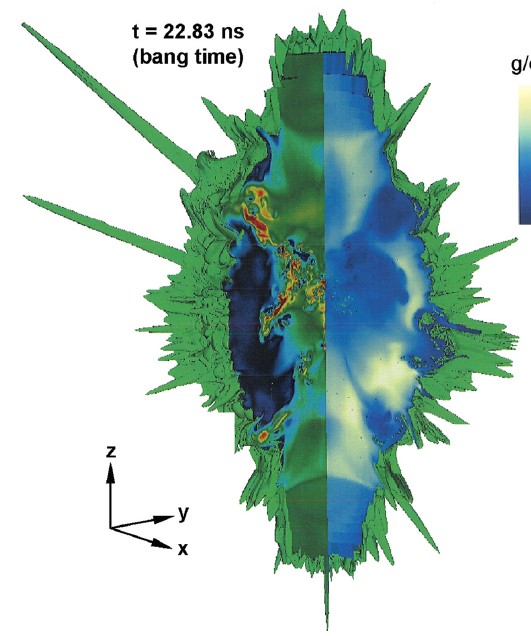 t = 22.83 ns
(bang time)
z
y
x